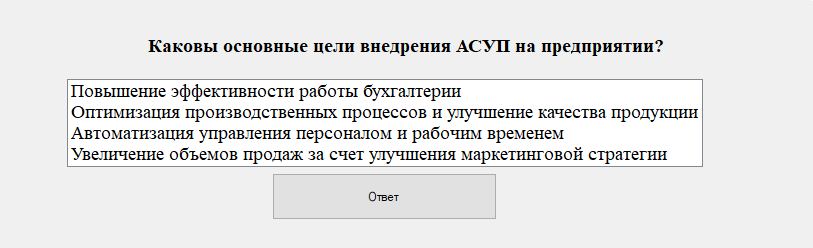 Каковы основные цели внедрения АСУП на предприятии?
Повышение эффективности работы бухгалтерии
Оптимизация производственных процессов и улучшение качества продукции
Автоматизация управления персоналом и рабочим временем
Увеличение объемов продаж за счет улучшения маркетинговой стратегии
Ответ